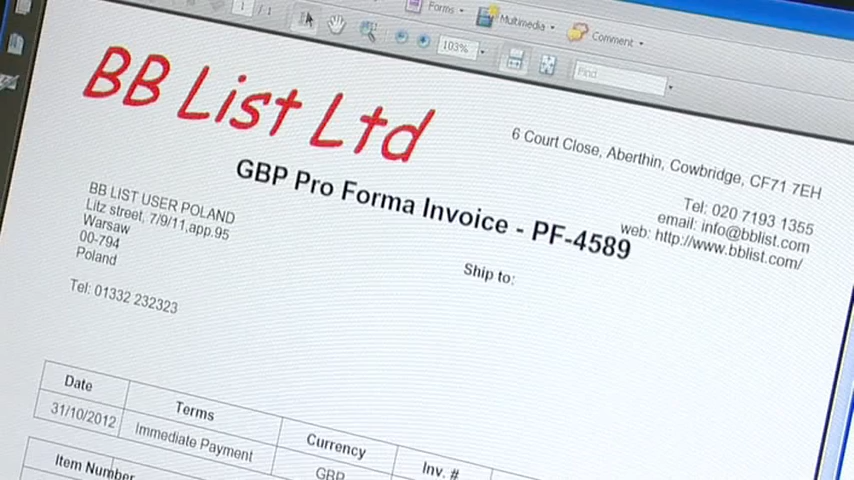 1 / 1
103%
Forms
Multimedia
Comment
Find
BB List Ltd
6 Court Close, Aberthin, Cowbridge, CF71 7EH
Tel: 020 7193 1355
email: info@bblist.com
web: http://www.bblist.com/
GBP Pro Forma Invoice - PF-4589
BB LIST USER POLAND
Litz street, 7/9/11,app.95
Warsaw
00-794
Poland
Tel: 01332 232323
Ship to:
Date Terms Currency Inv. #
31/10/2012 Immediate Payment GBP
Item Number